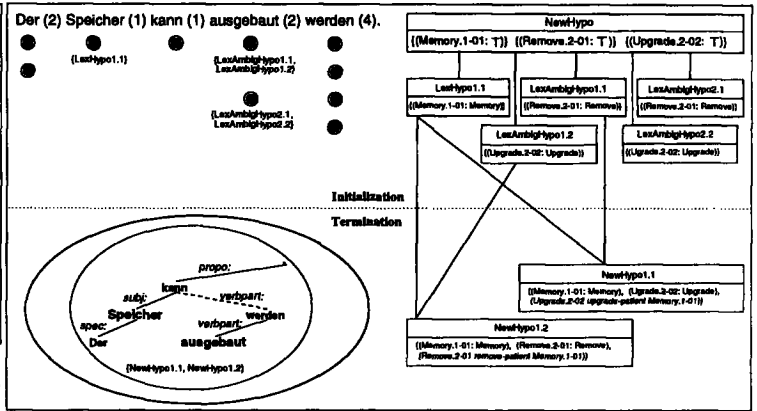 Der (2) Speicher (1) kann (1) ausgebaut (2) werden (4).
{LexHypo1.1}
{LexAmbigHypo1.1,
LexAmbigHypo1.2}
{LexAmbigHypo2.1,
LexAmbigHypo2.2}
NewHypo
{(Memory.1-01: T)} {(Remove.2-01: T)} {(Upgrade.2-02: T)}
LexHypo1.1
{(Memory.1-01: Memory)}
LexAmbigHypo1.1
{(Remove.2-01: Remove)}
LexAmbigHypo2.1
{(Remove.2-01: Remove)}
LexAmbigHypo1.2
{(Upgrade.2-02: Upgrade)}
LexAmbigHypo2.2
{(Ugrade.2-02: Upgrade)}
Initialization
Termination
propo:
kann
subj:
verbpart:
Speicher
werden
spec:
verbpart:
Der
ausgebaut
{NewHypo1.1, NewHypo1.2}
NewHypo1.1
{(Memory.1-01: Memory), (Ugrade.2-02: Upgrade),
(Upgrade.2-02 upgrade-patient Memory.1-01)}
NewHypo1.2
{(Memory.1-01: Memory), (Remove.2-01: Remove),
(Remove.2-01 remove-patient Memory.1-01)}